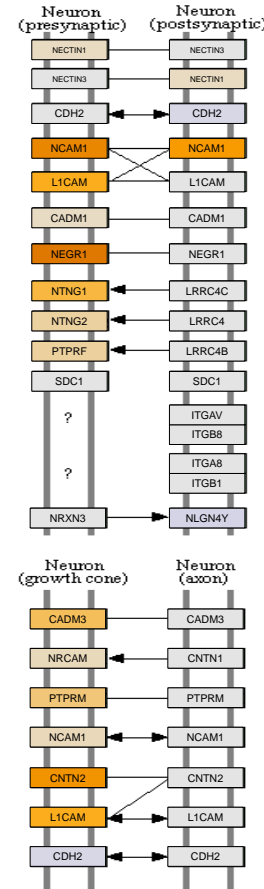 Neuron Neuron
(presynaptic) (postsynaptic)
NECTIN1 NECTIN3
NECTIN3 NECTIN1
CDH2 CDH2
NCAM1 NCAM1
L1CAM L1CAM
CADM1 CADM1
NEGR1 NEGR1
NTNG1 LRRC4C
NTNG2 LRRC4
PTPRF LRRC4B
SDC1 SDC1
? ITGAV
ITGB8
? ITGA8
ITGB1
NRXN3 NLGN4Y
Neuron Neuron
(growth cone) (axon)
CADM3 CADM3
NRCAM CNTN1
PTPRM PTPRM
NCAM1 NCAM1
CNTN2 CNTN2
L1CAM L1CAM
CDH2 CDH2